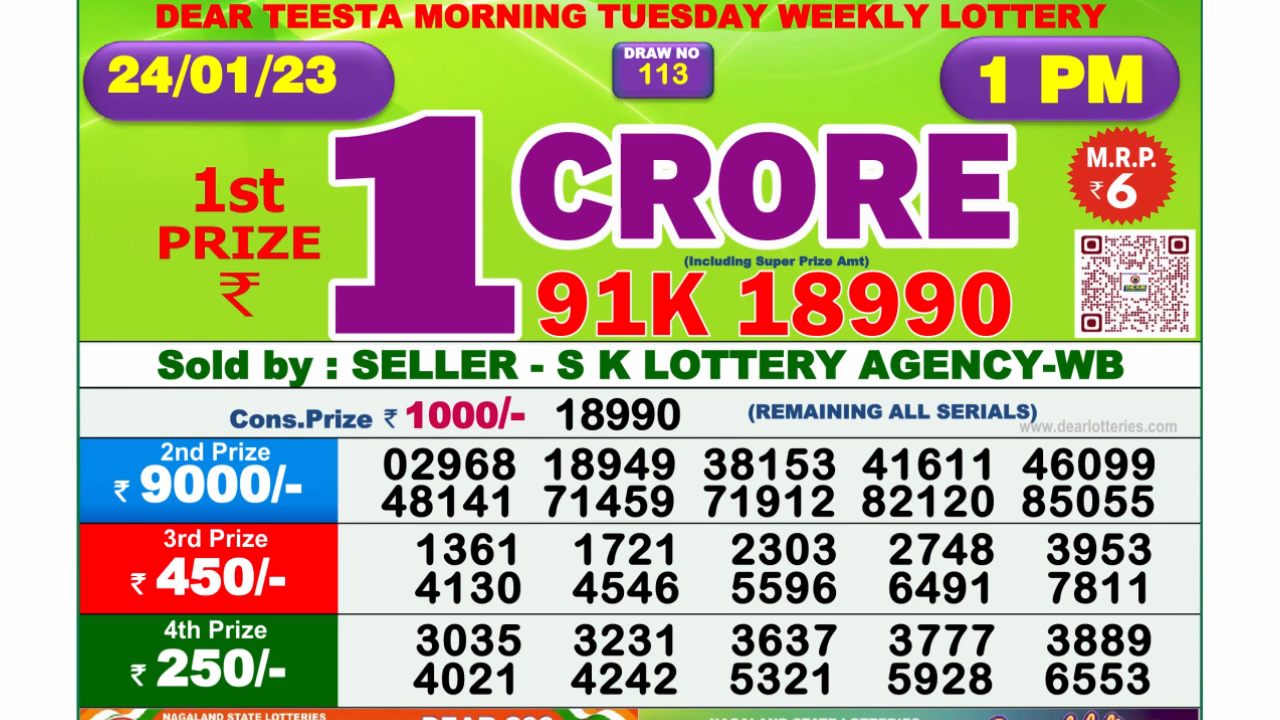 DEAR TEESTA MORNING TUESDAY WEEKLY LOTTERY
24/01/23
DRAW NO
113
1 PM
1st
PRIZE
₹
1 CRORE
M.R.P.
₹6
(Including Super Prize Amt)
91K 18990
Sold by : SELLER - S K LOTTERY AGENCY-WB
Cons.Prize ₹ 1000/- 18990 (REMAINING ALL SERIALS)
www.dearlotteries.com
2nd Prize
₹ 9000/-
02968 18949 38153 41611 46099
48141 71459 71912 82120 85055
3rd Prize
₹ 450/-
1361 1721 2303 2748 3953
4130 4546 5596 6491 7811
4th Prize
₹ 250/-
3035 3231 3637 3777 3889
4021 4242 5321 5928 6553
NAGALAND STATE LOTTERIES